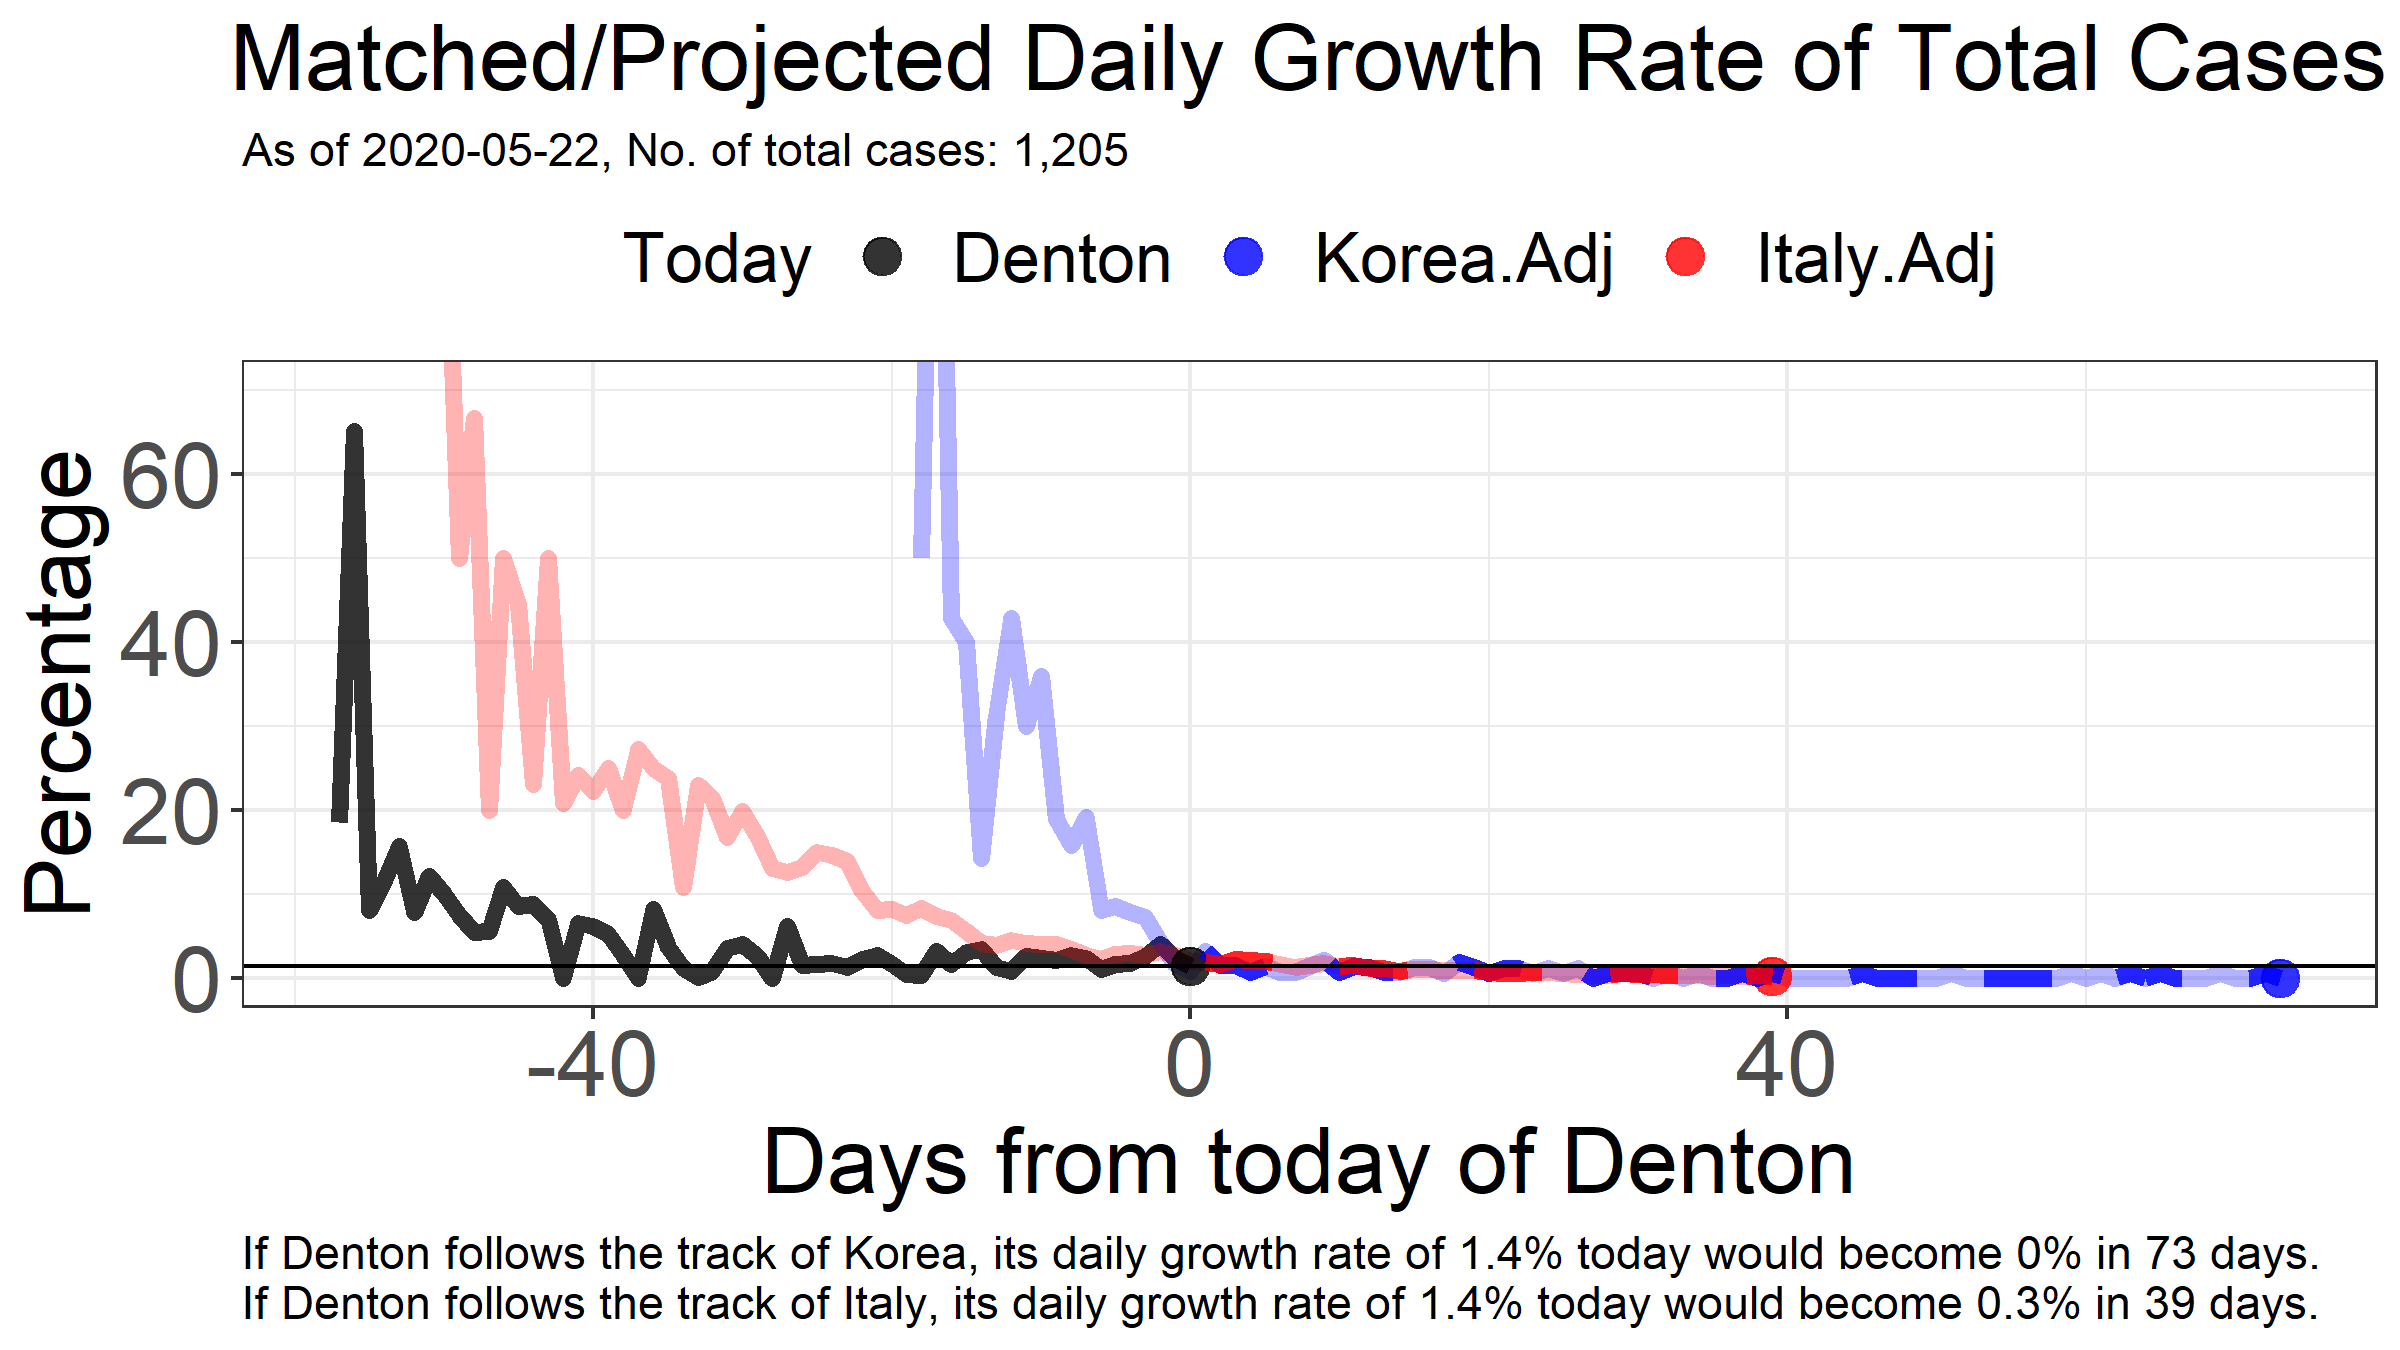 Matched/Projected Daily Growth Rate of Total Cases
As of 2020-05-22, No. of total cases: 1,205
Today Denton Korea.Adj Italy.Adj
Percentage
60
40
20
0
-40 0 40
Days from today of Denton
If Denton follows the track of Korea, its daily growth rate of 1.4% today would become 0% in 73 days.
If Denton follows the track of Italy, its daily growth rate of 1.4% today would become 0.3% in 39 days.